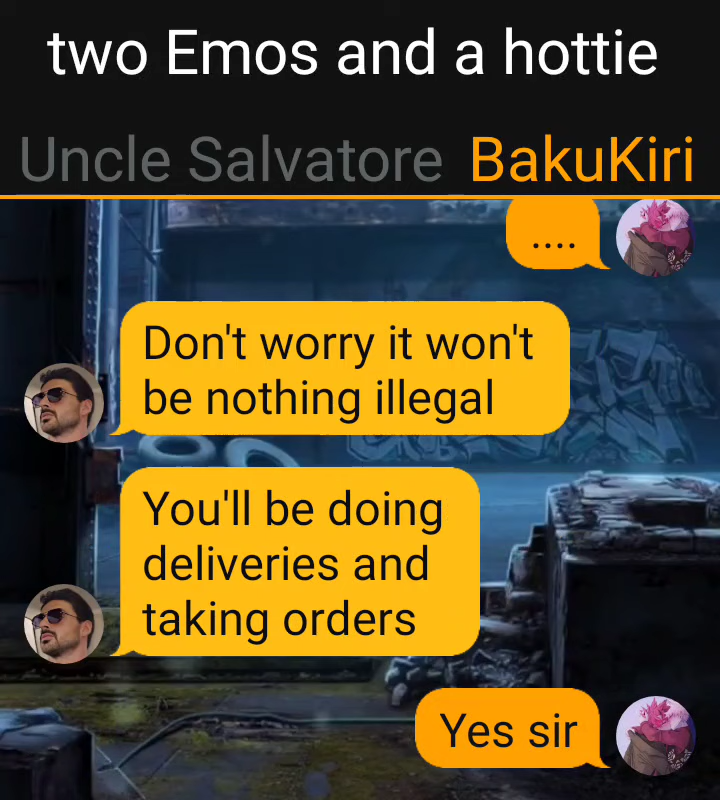 two Emos and a hottie
Uncle Salvatore BakuKiri
....
Don't worry it won't
be nothing illegal
You'll be doing
deliveries and
taking orders
Yes sir